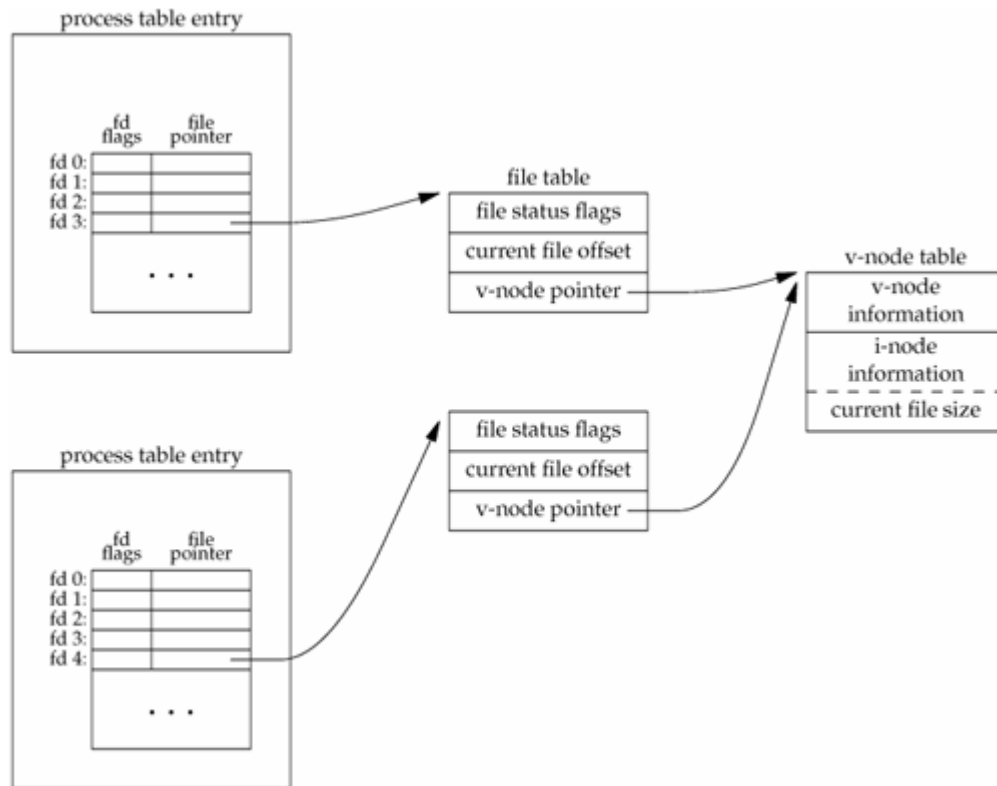 process table entry
fd file
flags pointer
fd 0:
fd 1:
fd 2:
fd 3:
. . .
file table
file status flags
current file offset
v-node pointer
v-node table
v-node
information
i-node
information
current file size
file status flags
current file offset
v-node pointer
process table entry
fd file
flags pointer
fd 0:
fd 1:
fd 2:
fd 3:
fd 4:
. . .